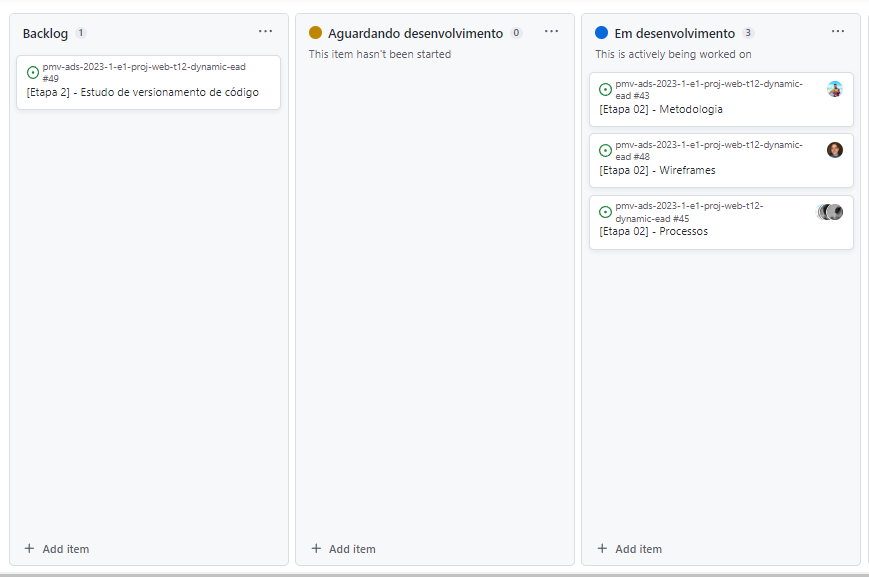 Backlog 1
pmv-ads-2023-1-e1-proj-web-t12-dynamic-ead
#49
[Etapa 2] - Estudo de versionamento de código
Add item
Aguardando desenvolvimento 0
This item hasn't been started
Add item
Em desenvolvimento 3
This is actively being worked on
pmv-ads-2023-1-e1-proj-web-t12-dynamic-
ead #43
[Etapa 02] - Metodologia
pmv-ads-2023-1-e1-proj-web-t12-dynamic-
ead #48
[Etapa 02] - Wireframes
pmv-ads-2023-1-e1-proj-web-t12-
dynamic-ead #45
[Etapa 02] - Processos
Add item